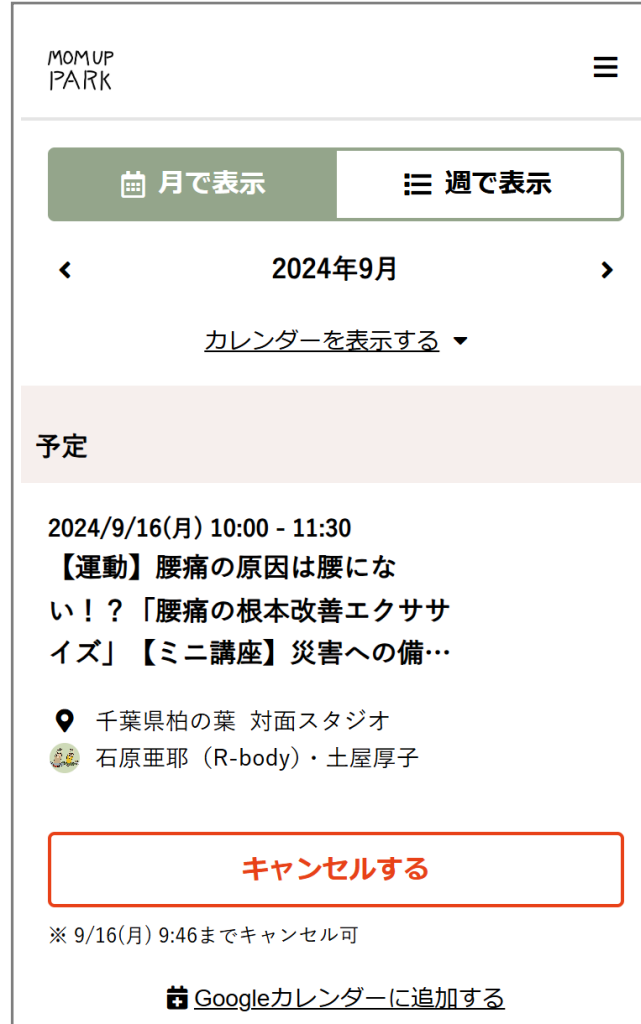 MOM UP
PARK
月で表示
週で表示
2024年9月
カレンダーを表示する
予定
2024/9/16(月) 10:00 - 11:30
【運動】腰痛の原因は腰にな
い！？「腰痛の根本改善エクササ
イズ」【ミニ講座】災害への備…
千葉県柏の葉 対面スタジオ
石原亜耶（R-body）・土屋厚子
キャンセルする
※ 9/16(月) 9:46までキャンセル可
Googleカレンダーに追加する